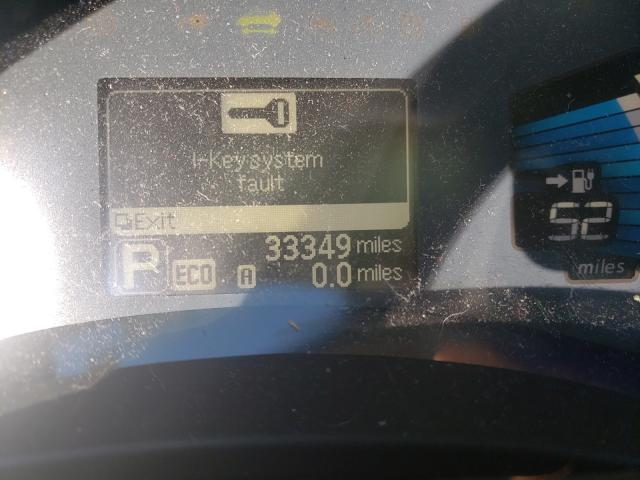 I-Key system
fault
Exit
33349 miles
P ECO A 0.0 miles
52
miles